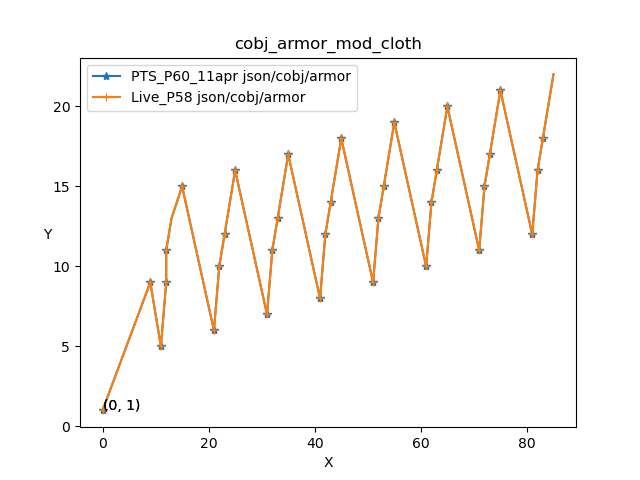 cobj_armor_mod_cloth
PTS_P60_11apr json/cobj/armor
Live_P58 json/cobj/armor
20
15
Y
10
5
(0, 1)
0
0 20 40 60 80
X